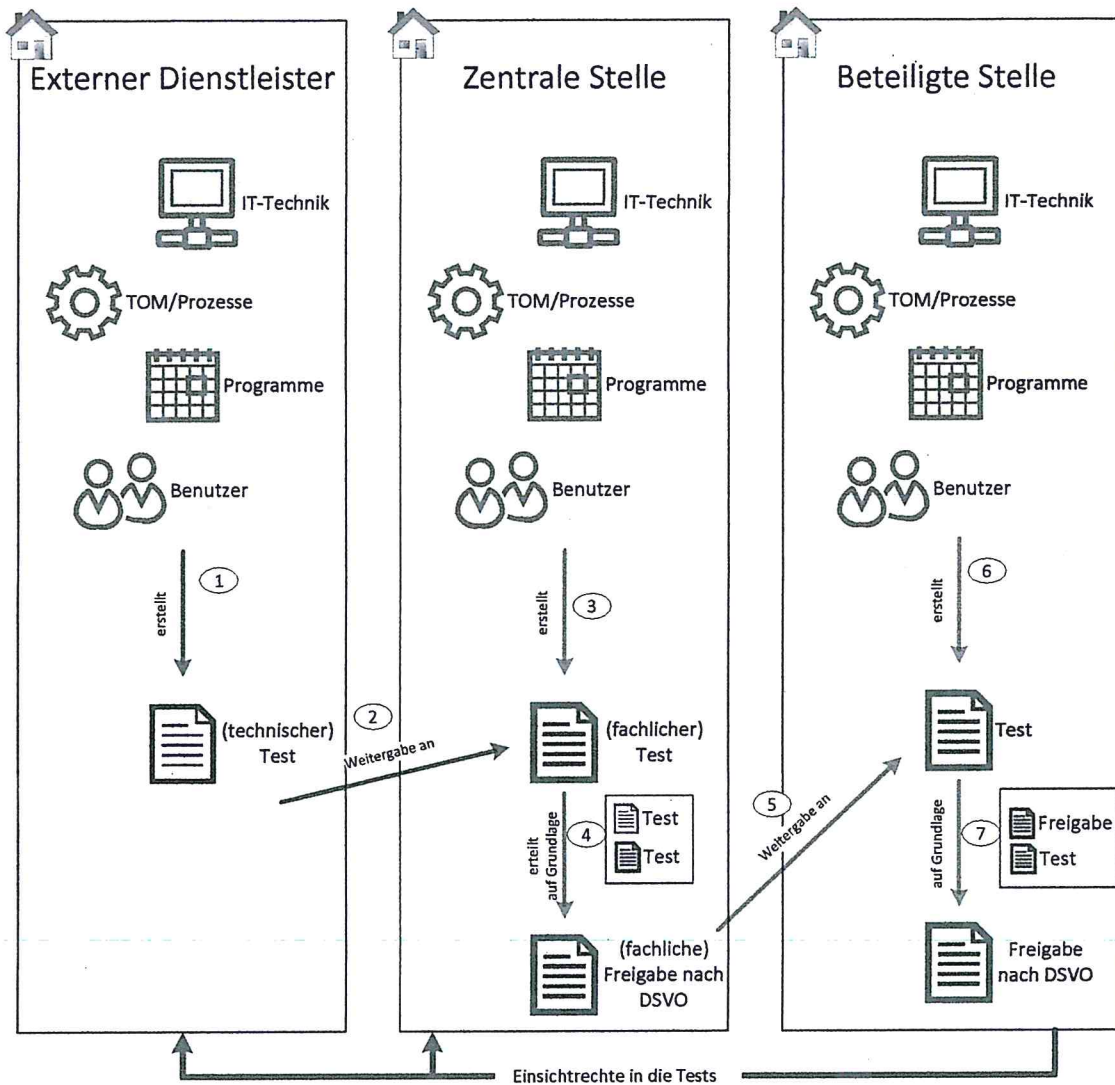 Externer Dienstleister
IT-Technik
TOM/Prozesse
Programme
Benutzer
1
erstellt
(technischer)
Test
2
Weitergabe an
Zentrale Stelle
IT-Technik
TOM/Prozesse
Programme
Benutzer
3
erstellt
(fachlicher)
Test
4
erteilt
auf Grundlage
Test
Test
(fachliche)
Freigabe nach
DSVO
5
Weitergabe an
Beteiligte Stelle
IT-Technik
TOM/Prozesse
Programme
Benutzer
6
erstellt
Test
7
auf Grundlage
Freigabe
Test
Freigabe
nach DSVO
Einsichtrechte in die Tests